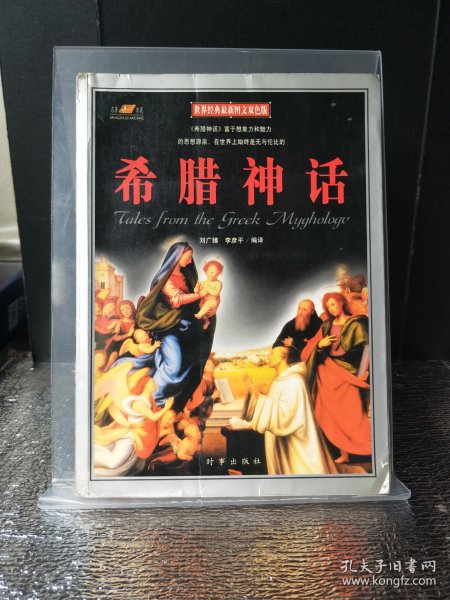 世界经典最新图文双色版
《希腊神话》富于想象力和魅力
的思想源泉，在世界上始终是无与伦比的
希腊神话
Tales from the Greek Myghology
刘广臻 李彦平／编译
时事出版社
孔夫子旧书网
www.kongfz.com